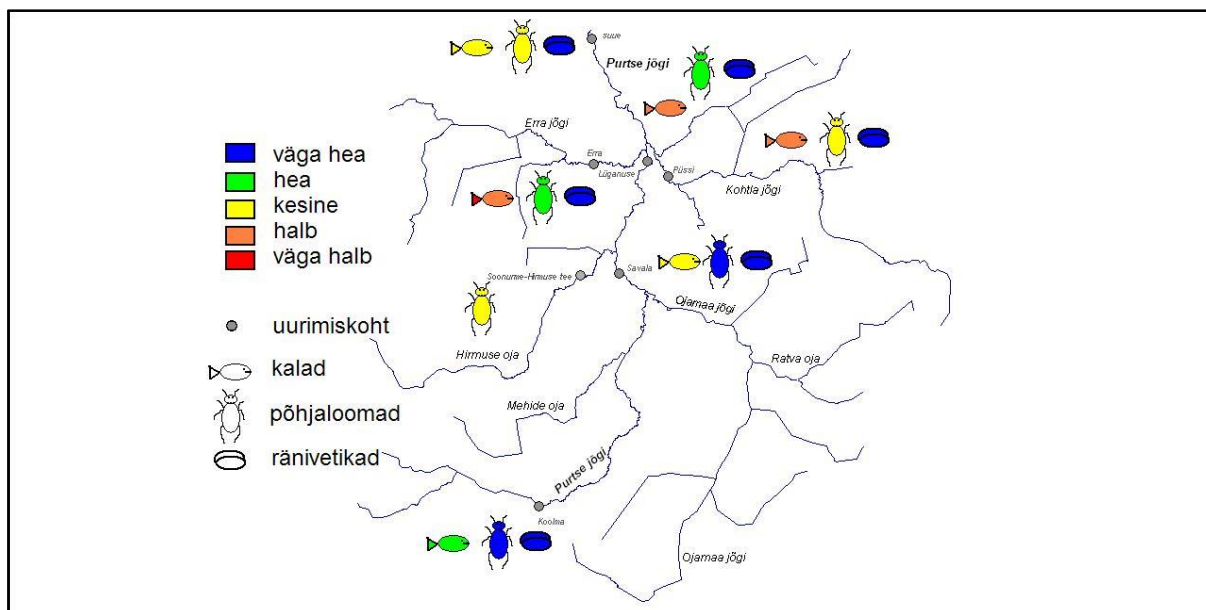 suue
Purtse jõgi
Erra jõgi
Erra
Lüganuse
Püssi
Kohtla jõgi
väga hea
hea
kesine
halb
väga halb
Soonurme-Hirmuse tee
Savala
Ojamaa jõgi
uurimiskoht
Hirmuse oja
Ratva oja
kalad
Mehide oja
põhjaloomad
ränivetikad
Purtse jõgi
Koolma
Ojamaa jõgi